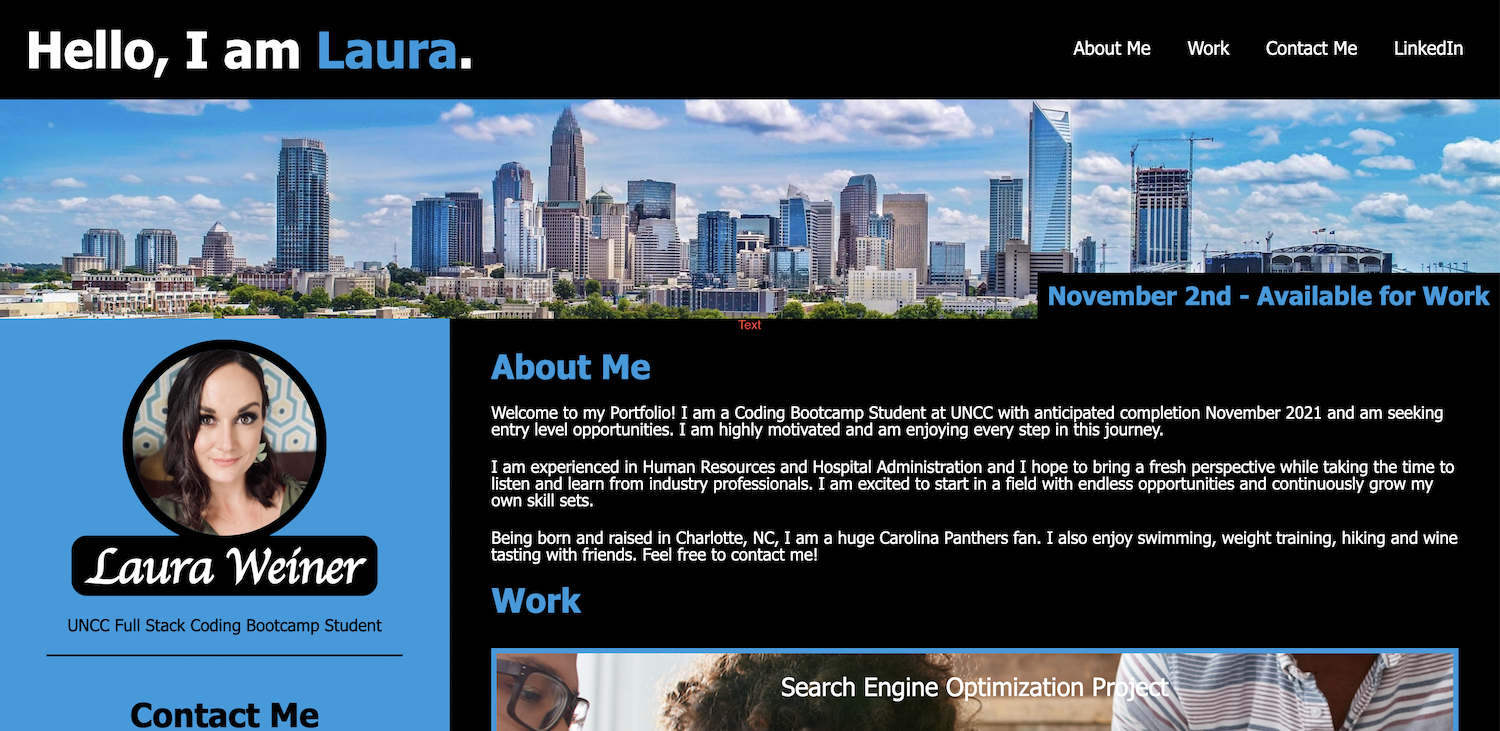 Hello, I am Laura.
About Me
Work
Contact Me
LinkedIn
November 2nd - Available for Work
Text
Laura Weiner
UNCC Full Stack Coding Bootcamp Student
Contact Me
About Me
Welcome to my Portfolio! I am a Coding Bootcamp Student at UNCC with anticipated completion November 2021 and am seeking
entry level opportunities. I am highly motivated and am enjoying every step in this journey.
I am experienced in Human Resources and Hospital Administration and I hope to bring a fresh perspective while taking the time to
listen and learn from industry professionals. I am excited to start in a field with endless opportunities and continuously grow my
own skill sets.
Being born and raised in Charlotte, NC, I am a huge Carolina Panthers fan. I also enjoy swimming, weight training, hiking and wine
tasting with friends. Feel free to contact me!
Work
Search Engine Optimization Project